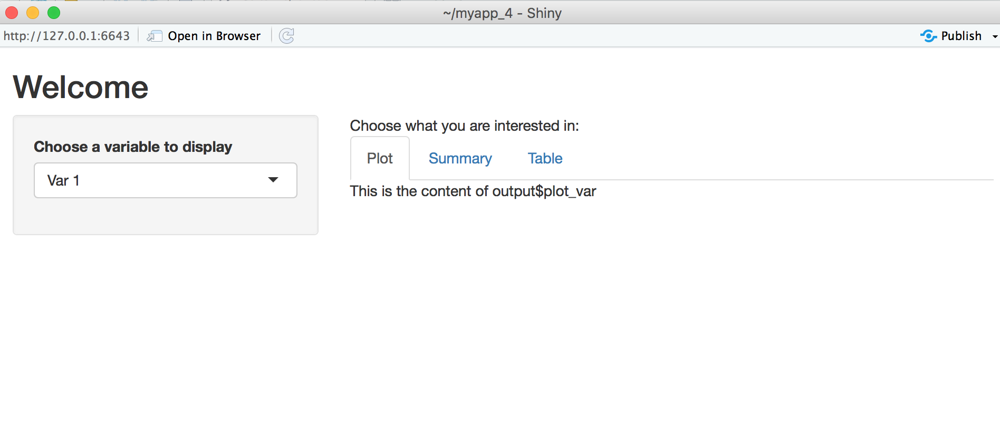 ~/myapp_4 - Shiny
http://127.0.0.1:6643 Open in Browser Publish
Welcome
Choose a variable to display
Var 1
Choose what you are interested in:
Plot Summary Table
This is the content of output$plot_var